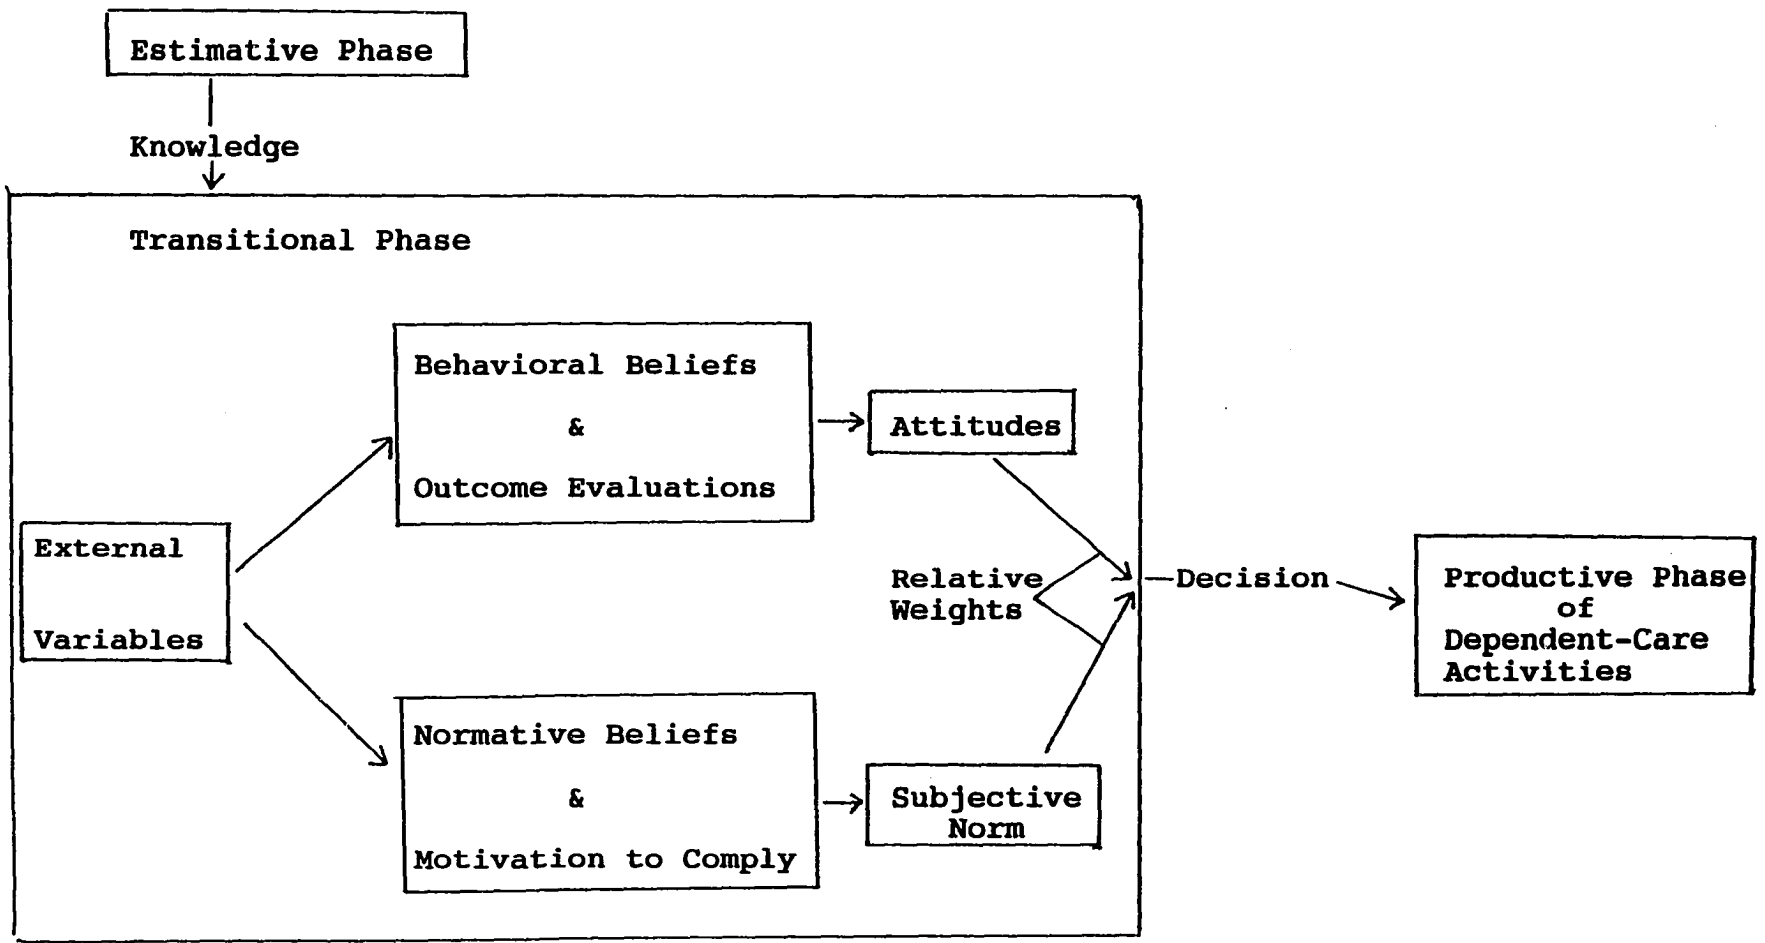 Estimative Phase
Knowledge
Transitional Phase
Behavioral Beliefs
&
Outcome Evaluations
Attitudes
External
Variables
Relative
Weights
Decision
Productive Phase
of
Dependent-Care
Activities
Normative Beliefs
&
Motivation to Comply
Subjective
Norm